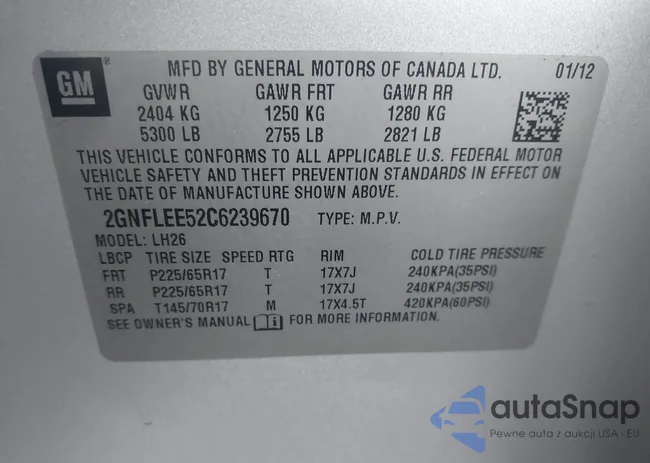 GM
MFD BY GENERAL MOTORS OF CANADA LTD. 01/12
GVWR GAWR FRT GAWR RR
2404 KG 1250 KG 1280 KG
5300 LB 2755 LB 2821 LB
THIS VEHICLE CONFORMS TO ALL APPLICABLE U.S. FEDERAL MOTOR
VEHICLE SAFETY AND THEFT PREVENTION STANDARDS IN EFFECT ON
THE DATE OF MANUFACTURE SHOWN ABOVE.
2GNFLEE52C6239670 TYPE: M.P.V.
MODEL: LH26
LBCP TIRE SIZE SPEED RTG RIM COLD TIRE PRESSURE
FRT P225/65R17 T 17X7J 240KPA(35PSI)
RR P225/65R17 T 17X7J 240KPA(35PSI)
SPA T145/70R17 M 17X4.5T 420KPA(60PSI)
SEE OWNER'S MANUAL FOR MORE INFORMATION.
autaSnap
Pewne auta z aukcji USA i EU